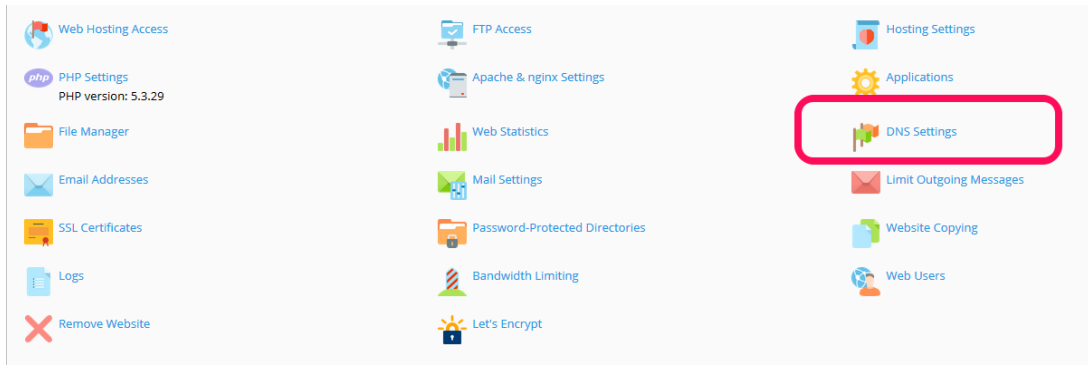 Web Hosting Access
FTP Access
Hosting Settings
php
PHP Settings
PHP version: 5.3.29
Apache & nginx Settings
Applications
File Manager
Web Statistics
DNS Settings
Email Addresses
Mail Settings
Limit Outgoing Messages
SSL Certificates
Password-Protected Directories
Website Copying
Logs
Bandwidth Limiting
Web Users
Remove Website
Let's Encrypt